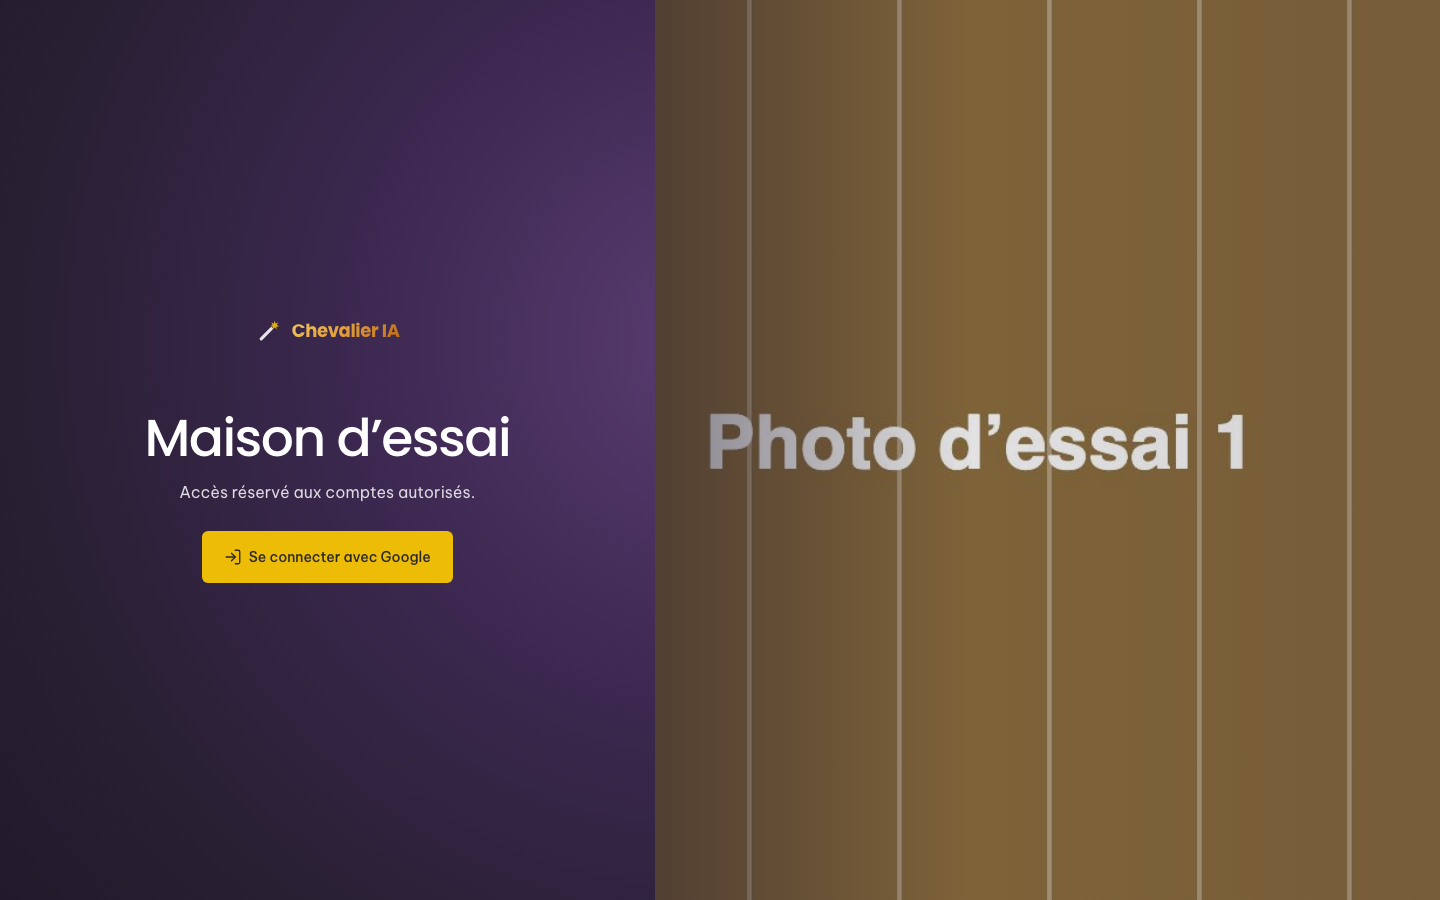 Chevalier IA
Maison d’essai
Accès réservé aux comptes autorisés.
Se connecter avec Google
Photo d’essai 1